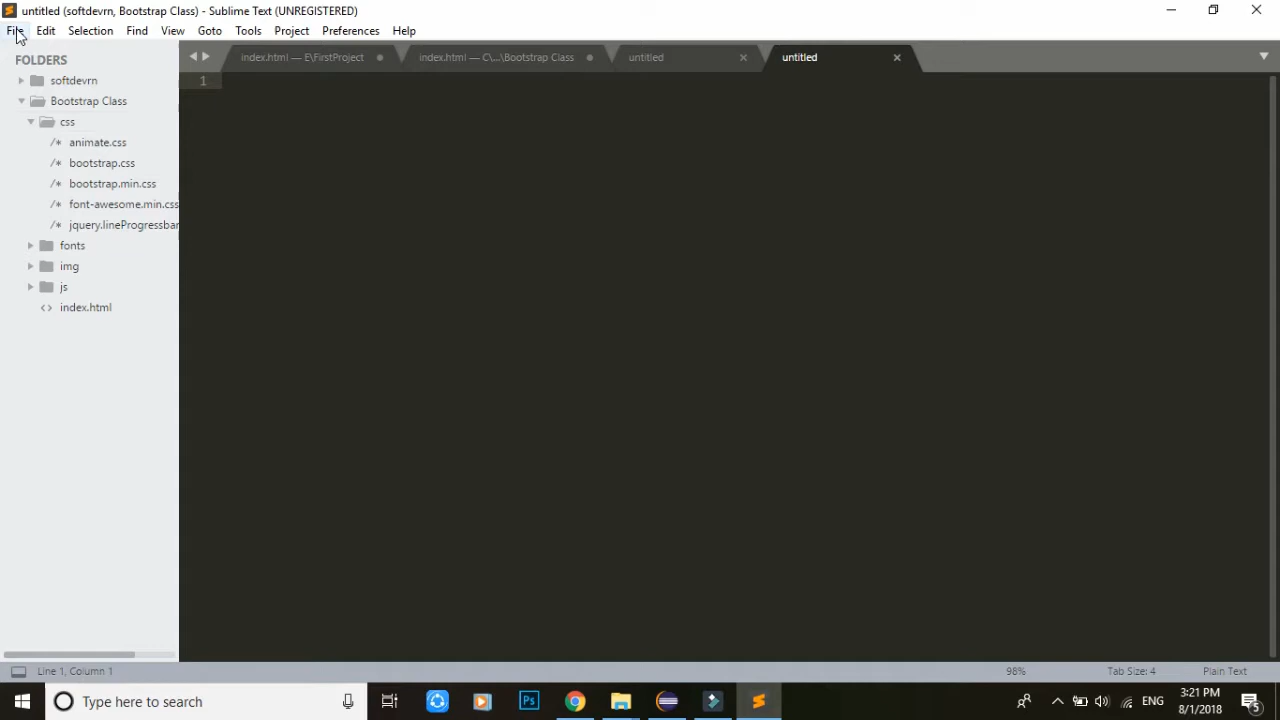 untitled (softdevrn, Bootstrap Class) - Sublime Text (UNREGISTERED)
File Edit Selection Find View Goto Tools Project Preferences Help
FOLDERS
index.html — E\FirstProject
index.html — C\...\Bootstrap Class
untitled
untitled
softdevrn
Bootstrap Class
css
/* animate.css
/* bootstrap.css
/* bootstrap.min.css
/* font-awesome.min.css
/* jquery.lineProgressbar
fonts
img
js
<> index.html
1
Line 1, Column 1
98%
Tab Size: 4
Plain Text
Type here to search
Ps
ENG
3:21 PM
8/1/2018
5